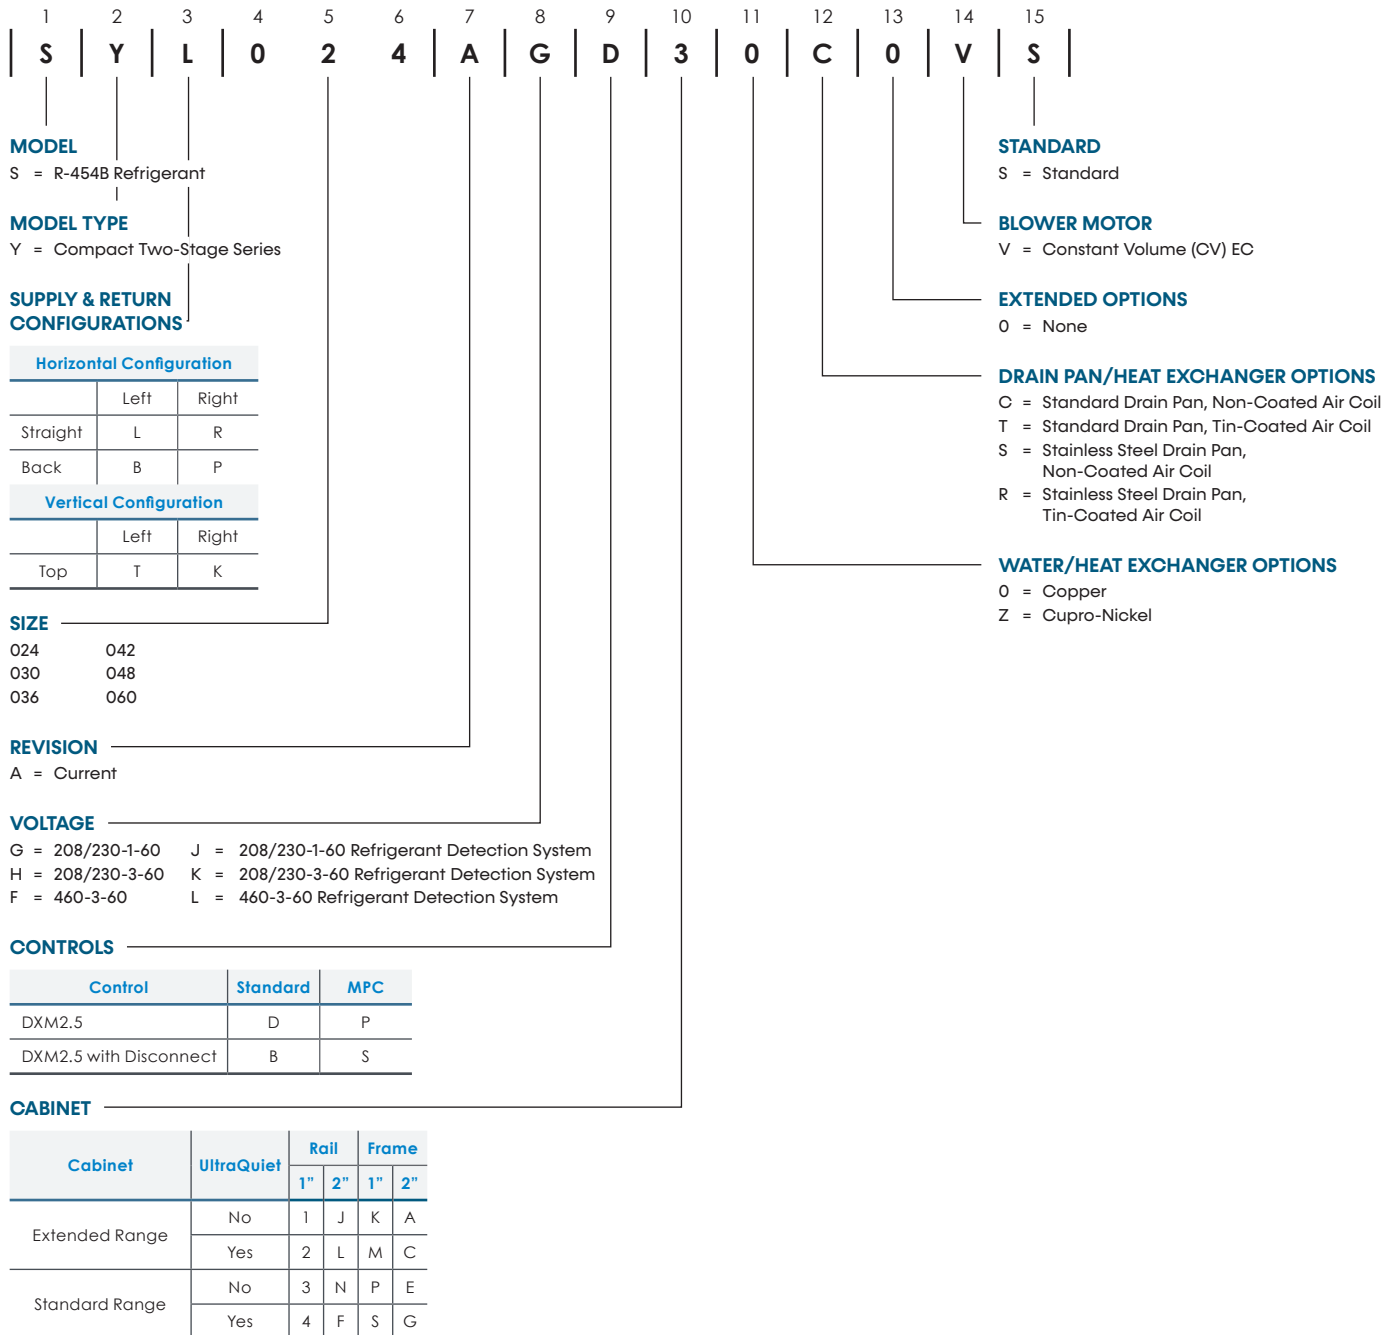 1 2 3 4 5 6 7 8 9 10 11 12 13 14 15
S Y L 0 2 4 A G D 3 0 C 0 V S
MODEL
S = R-454B Refrigerant
MODEL TYPE
Y = Compact Two-Stage Series
SUPPLY & RETURN
CONFIGURATIONS
Horizontal Configuration
Left Right
Straight L R
Back B P
Vertical Configuration
Left Right
Top T K
SIZE
024 042
030 048
036 060
REVISION
A = Current
VOLTAGE
G = 208/230-1-60 J = 208/230-1-60 Refrigerant Detection System
H = 208/230-3-60 K = 208/230-3-60 Refrigerant Detection System
F = 460-3-60 L = 460-3-60 Refrigerant Detection System
CONTROLS
Control Standard MPC
DXM2.5 D P
DXM2.5 with Disconnect B S
CABINET
Cabinet UltraQuiet Rail Frame
1” 2” 1” 2”
Extended Range
No 1 J K A
Yes 2 L M C
Standard Range
No 3 N P E
Yes 4 F S G
STANDARD
S = Standard
BLOWER MOTOR
V = Constant Volume (CV) EC
EXTENDED OPTIONS
0 = None
DRAIN PAN/HEAT EXCHANGER OPTIONS
C = Standard Drain Pan, Non-Coated Air Coil
T = Standard Drain Pan, Tin-Coated Air Coil
S = Stainless Steel Drain Pan,
Non-Coated Air Coil
R = Stainless Steel Drain Pan,
Tin-Coated Air Coil
WATER/HEAT EXCHANGER OPTIONS
0 = Copper
Z = Cupro-Nickel